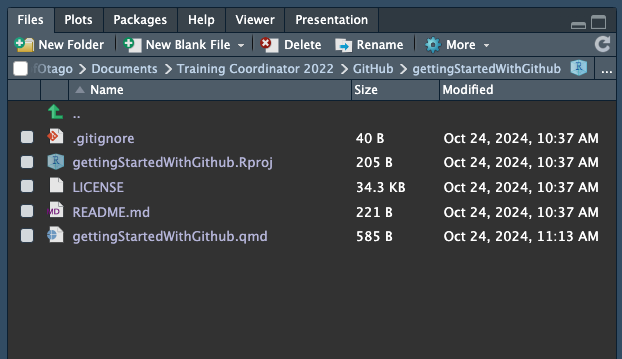 Files Plots Packages Help Viewer Presentation
New Folder New Blank File Delete Rename More
fOtago Documents Training Coordinator 2022 GitHub gettingStartedWithGithub ...
Name Size Modified
..
.gitignore 40 B Oct 24, 2024, 10:37 AM
gettingStartedWithGithub.Rproj 205 B Oct 24, 2024, 10:37 AM
LICENSE 34.3 KB Oct 24, 2024, 10:37 AM
MD README.md 221 B Oct 24, 2024, 10:37 AM
gettingStartedWithGithub.qmd 585 B Oct 24, 2024, 11:13 AM